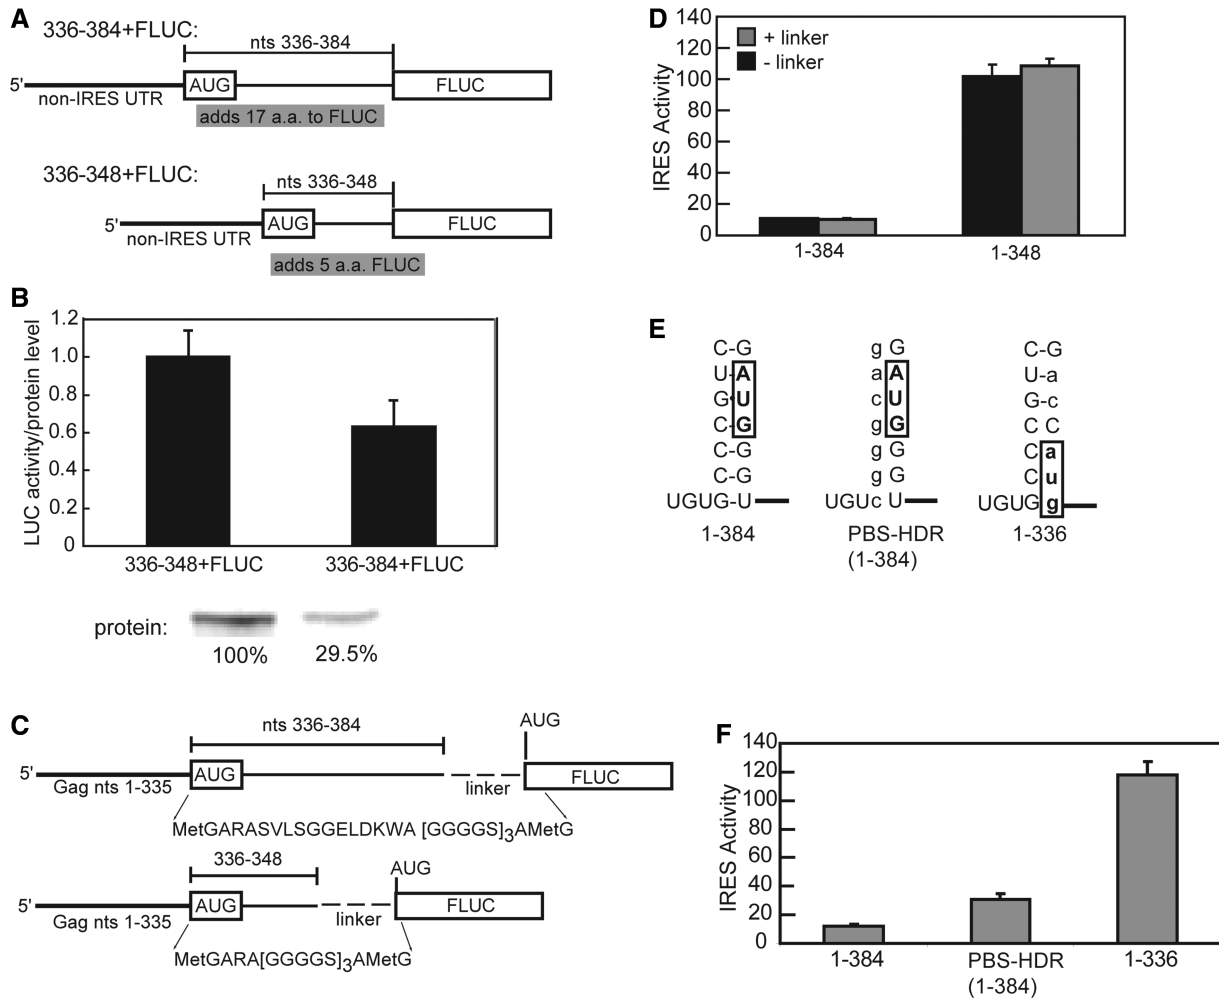 A
336-384+FLUC:
nts 336-384
5'
AUG
FLUC
non-IRES UTR
adds 17 a.a. to FLUC
336-348+FLUC:
nts 336-348
5'
AUG
FLUC
non-IRES UTR
adds 5 a.a. FLUC
B
LUC activity/protein level
1.2
1.0
0.8
0.6
0.4
0.2
0
336-348+FLUC
336-384+FLUC
protein:
100%
29.5%
C
nts 336-384
AUG
5'
AUG
FLUC
Gag nts 1-335
linker
MetGARASVLSGGELDKWA [GGGGS]3AMetG
336-348
AUG
5'
AUG
FLUC
Gag nts 1-335
linker
MetGARA[GGGGS]3AMetG
D
IRES Activity
140
120
100
80
60
40
20
0
+ linker
- linker
1-384
1-348
E
C-G
U-A
G•U
C-G
C-G
C-G
UGUG-U
1-384
g G
a A
c U
g G
g G
g G
UGUc U
PBS-HDR
(1-384)
C-G
U-a
G-c
C C
C a
C u
UGUG g
1-336
F
IRES Activity
140
120
100
80
60
40
20
0
1-384
PBS-HDR
(1-384)
1-336